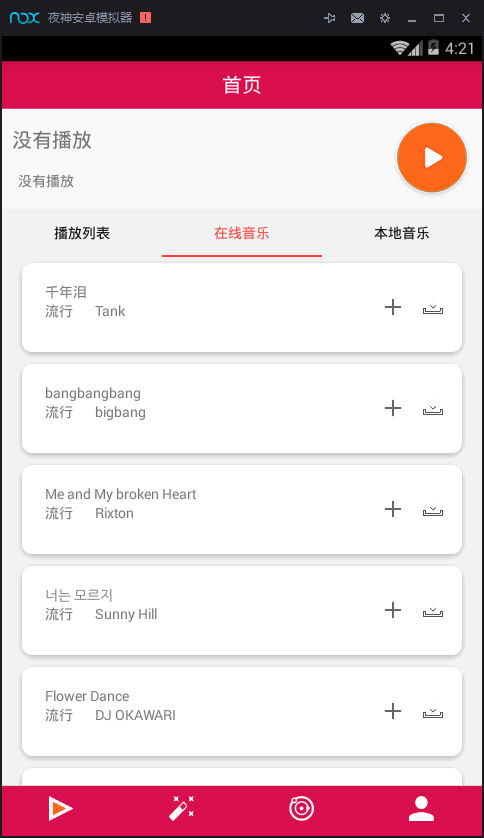 nox 夜神安卓模拟器
4:21
首页
没有播放
没有播放
播放列表 在线音乐 本地音乐
千年泪
流行 Tank
bangbangbang
流行 bigbang
Me and My broken Heart
流行 Rixton
너는 모르지
流行 Sunny Hill
Flower Dance
流行 DJ OKAWARI